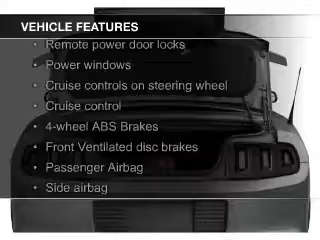 VEHICLE FEATURES
• Remote power door locks
• Power windows
• Cruise controls on steering wheel
• Cruise control
• 4-wheel ABS Brakes
• Front Ventilated disc brakes
• Passenger Airbag
• Side airbag